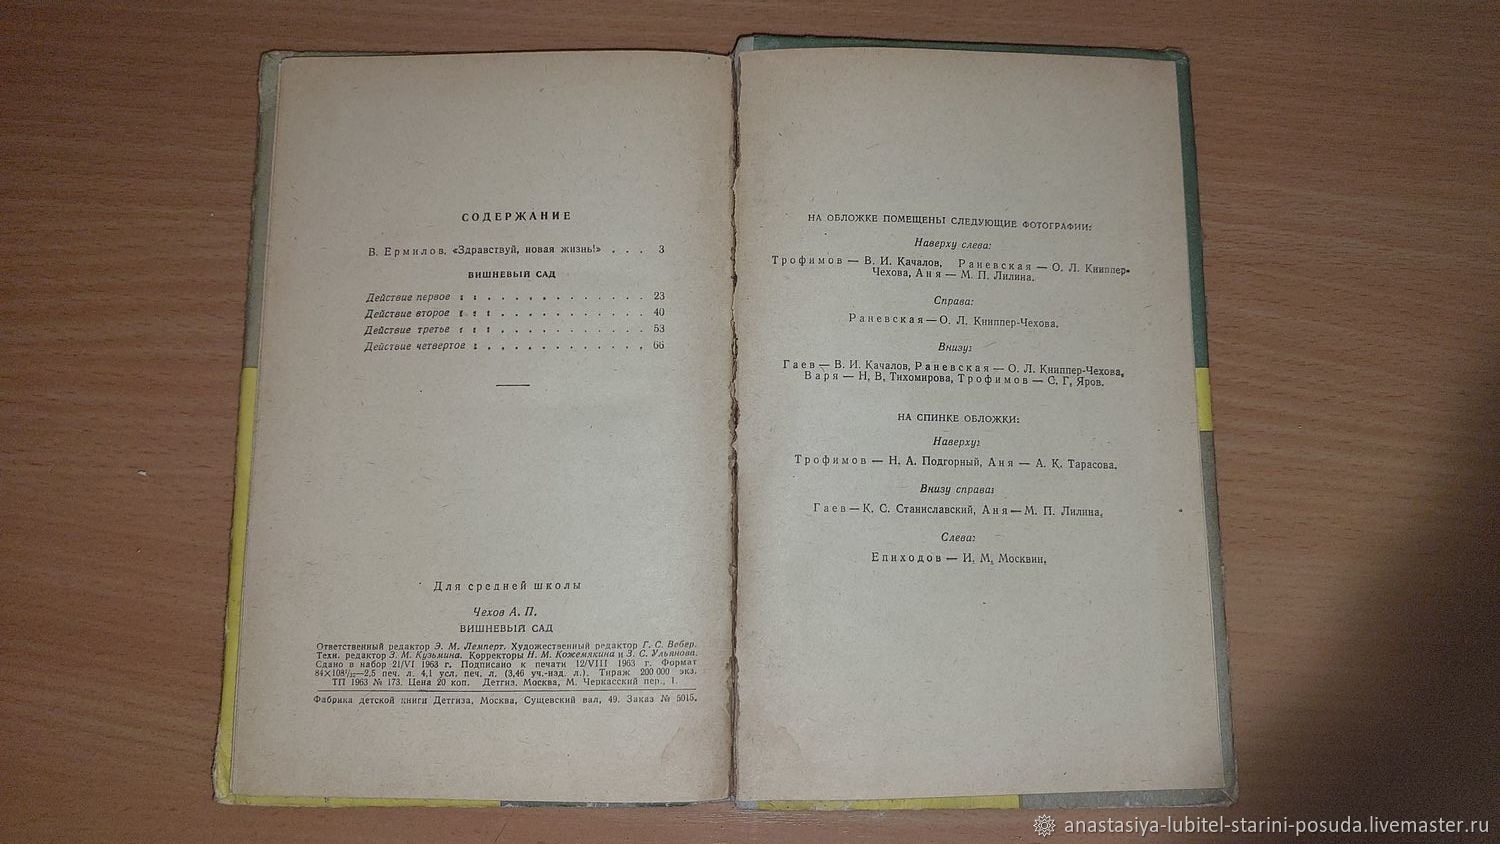 СОДЕРЖАНИЕ
В. Ермилов. «Здравствуй, новая жизнь!» . . . 3
ВИШНЕВЫЙ САД
Действие первое . . . . . . . . . . . . 23
Действие второе . . . . . . . . . . . . 40
Действие третье . . . . . . . . . . . . 53
Действие четвертое . . . . . . . . . . . 66
Для средней школы
Чехов А. П.
ВИШНЕВЫЙ САД
Ответственный редактор Э. М. Лемперт. Художественный редактор Г. С. Вебер.
Техн. редактор З. М. Кузьмина. Корректоры Н. М. Кожемякина и З. С. Ульянова.
Сдано в набор 21/VI 1963 г. Подписано к печати 12/VIII 1963 г. Формат
84×108¹/₃₂—2,5 печ. л. 4,1 усл. печ. л. (3,46 уч.-изд. л.). Тираж 200 000 экз.
ТП 1963 № 173. Цена 20 коп. Детгиз. Москва, М. Черкасский пер., 1.
Фабрика детской книги Детгиза, Москва, Сущевский вал, 49. Заказ № 5015.
НА ОБЛОЖКЕ ПОМЕЩЕНЫ СЛЕДУЮЩИЕ ФОТОГРАФИИ:
Наверху слева:
Трофимов — В. И. Качалов, Раневская — О. Л. Книппер-
Чехова, Аня — М. П. Лилина.
Справа:
Раневская — О. Л. Книппер-Чехова.
Внизу:
Гаев — В. И. Качалов, Раневская — О. Л. Книппер-Чехова,
Варя — Н. В. Тихомирова, Трофимов — С. Г. Яров.
НА СПИНКЕ ОБЛОЖКИ:
Наверху:
Трофимов — Н. А. Подгорный, Аня — А. К. Тарасова.
Внизу справа:
Гаев — К. С. Станиславский, Аня — М. П. Лилина.
Слева:
Епиходов — И. М. Москвин.
anastasiya-lubitel-starini-posuda.livemaster.ru